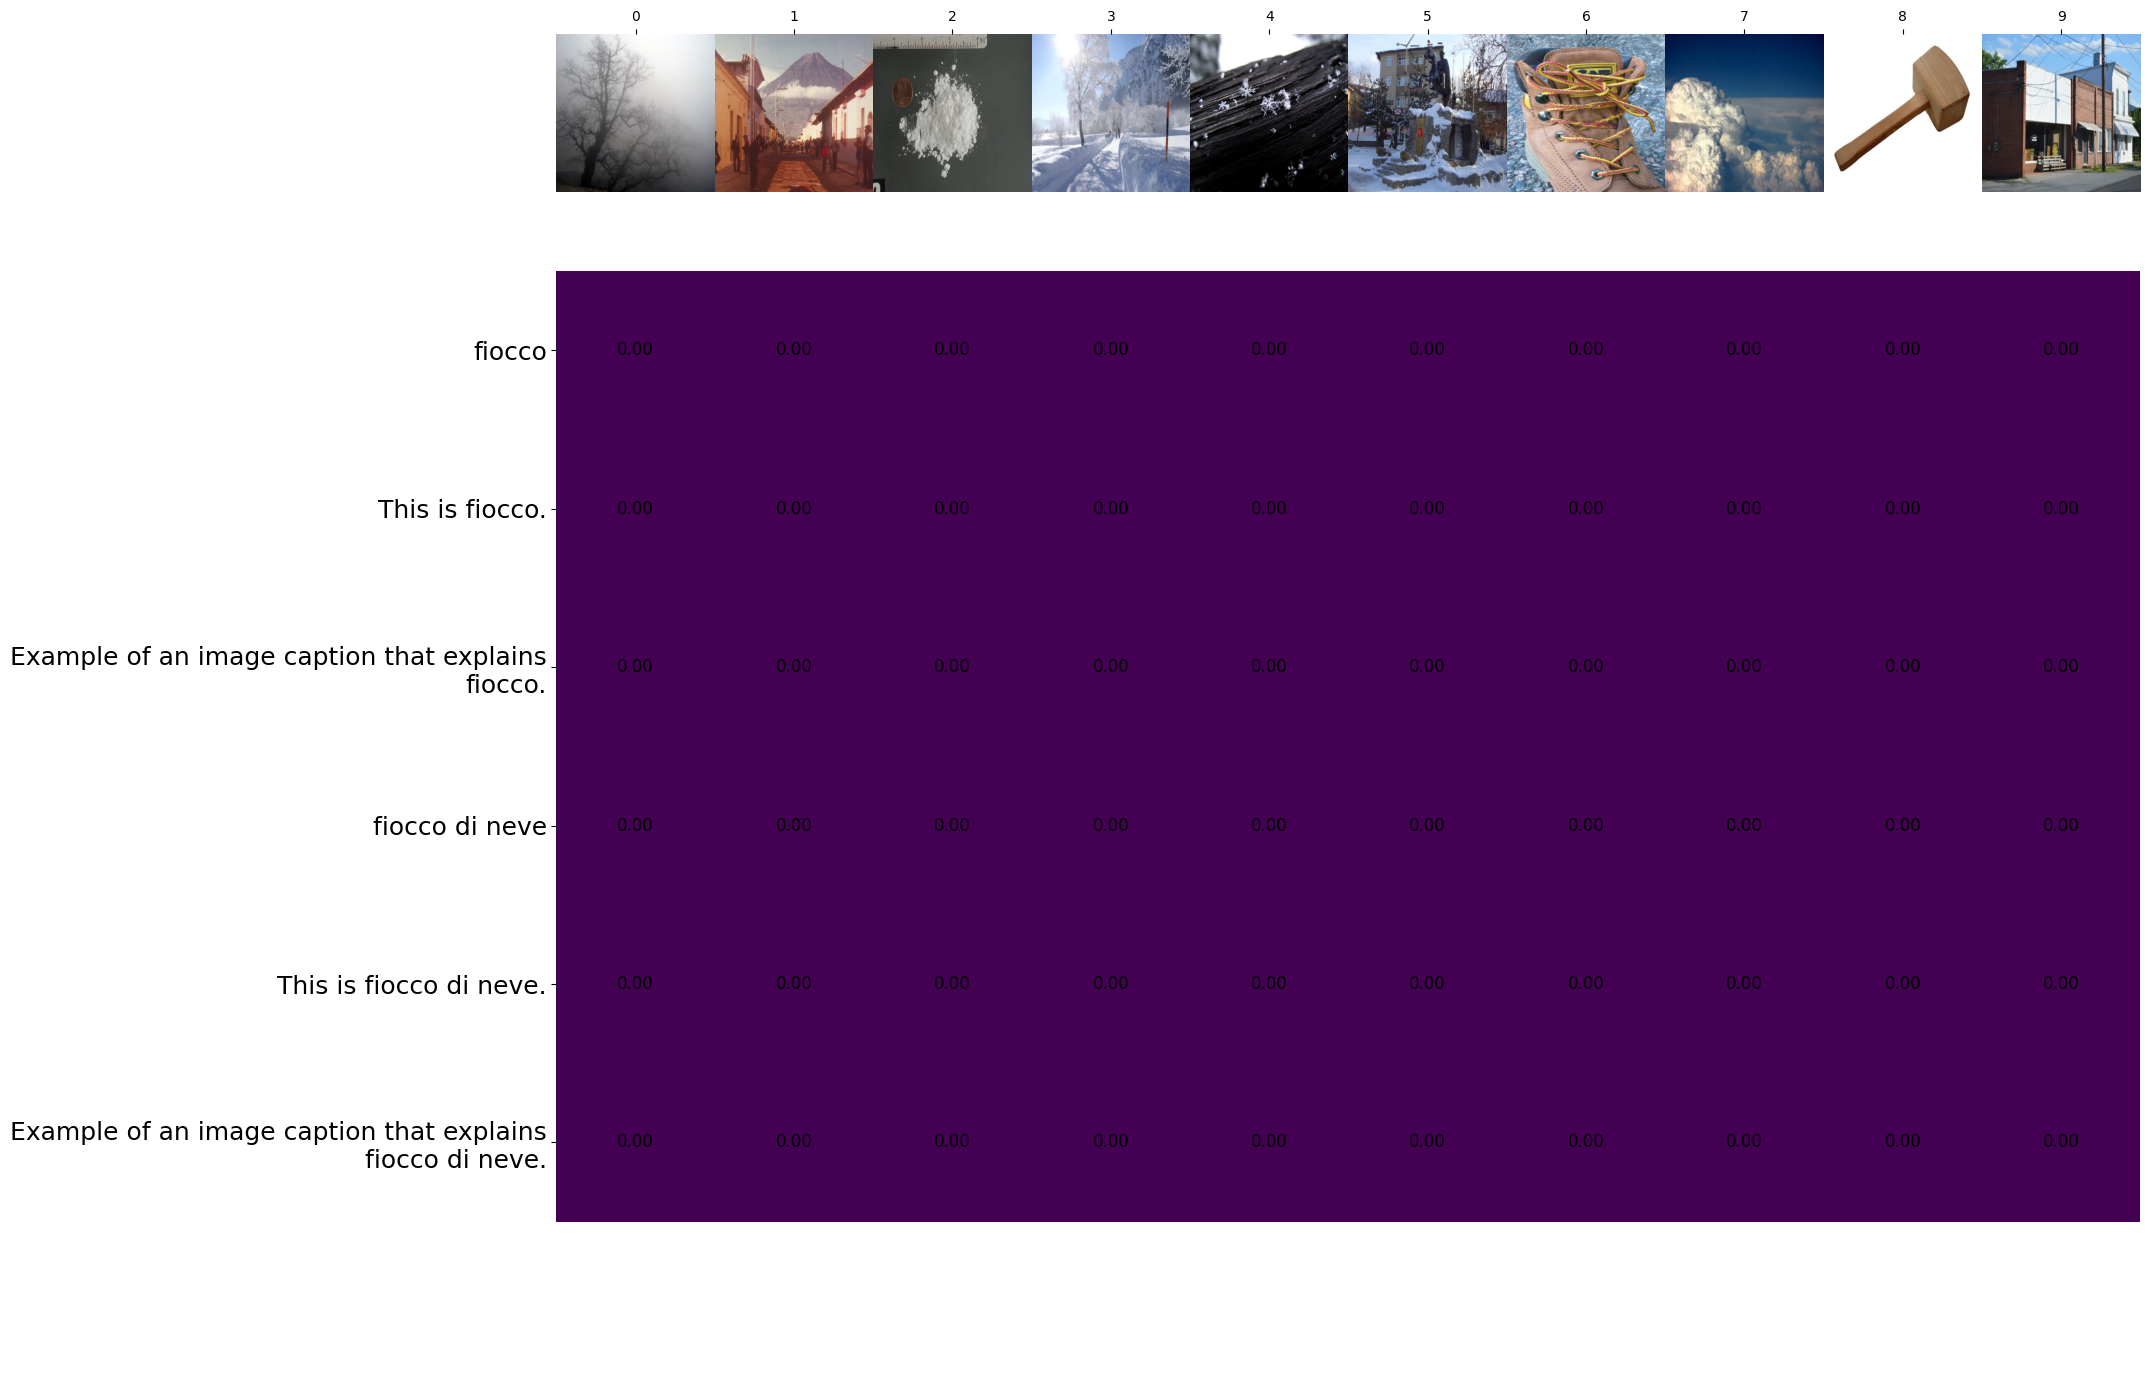 0 1 2 3 4 5 6 7 8 9
fiocco 0.00 0.00 0.00 0.00 0.00 0.00 0.00 0.00 0.00 0.00
This is fiocco. 0.00 0.00 0.00 0.00 0.00 0.00 0.00 0.00 0.00 0.00
Example of an image caption that explains
fiocco. 0.00 0.00 0.00 0.00 0.00 0.00 0.00 0.00 0.00 0.00
fiocco di neve 0.00 0.00 0.00 0.00 0.00 0.00 0.00 0.00 0.00 0.00
This is fiocco di neve. 0.00 0.00 0.00 0.00 0.00 0.00 0.00 0.00 0.00 0.00
Example of an image caption that explains
fiocco di neve. 0.00 0.00 0.00 0.00 0.00 0.00 0.00 0.00 0.00 0.00